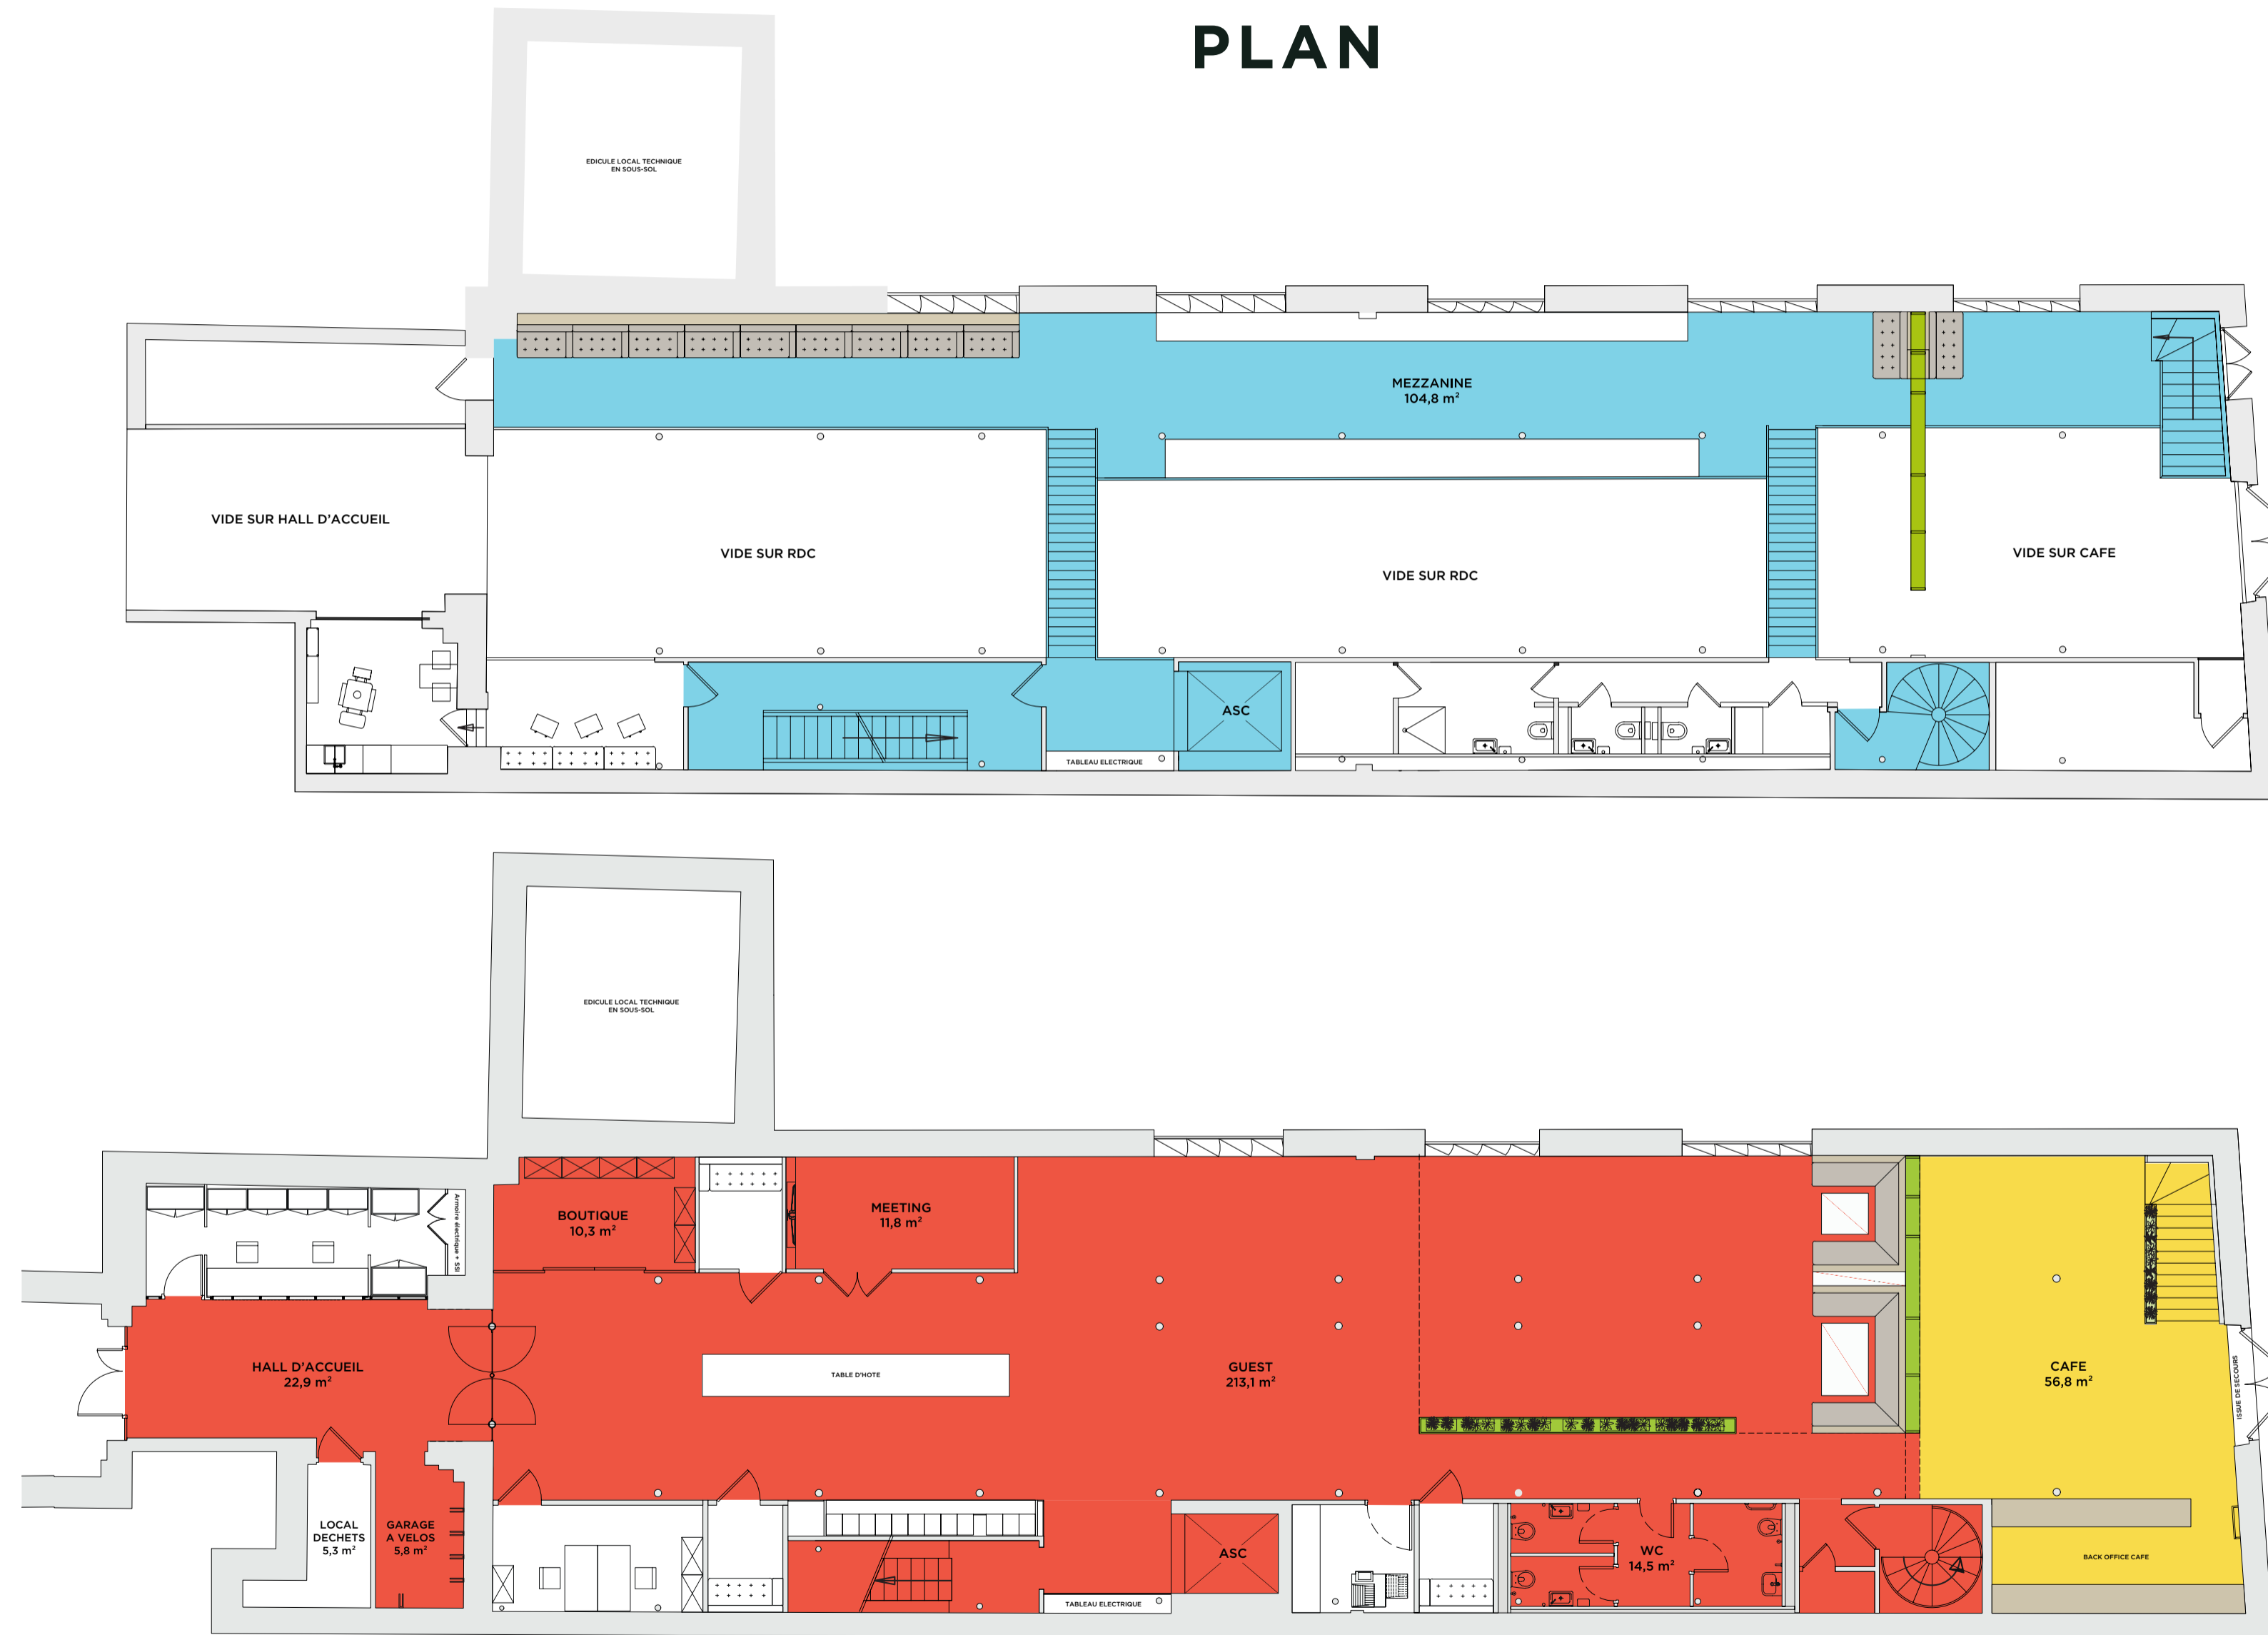 PLAN
EDICULE LOCAL TECHNIQUE
EN SOUS-SOL
MEZZANINE
104,8 m²
VIDE SUR HALL D'ACCUEIL
VIDE SUR RDC
VIDE SUR RDC
VIDE SUR CAFE
ASC
TABLEAU ELECTRIQUE
EDICULE LOCAL TECHNIQUE
EN SOUS-SOL
Armoire électrique + SSI
BOUTIQUE
10,3 m²
MEETING
11,8 m²
HALL D'ACCUEIL
22,9 m²
TABLE D'HOTE
GUEST
213,1 m²
CAFE
56,8 m²
ISSUE DE SECOURS
LOCAL
DECHETS
5,3 m²
GARAGE
A VELOS
5,8 m²
ASC
WC
14,5 m²
BACK OFFICE CAFE
TABLEAU ELECTRIQUE